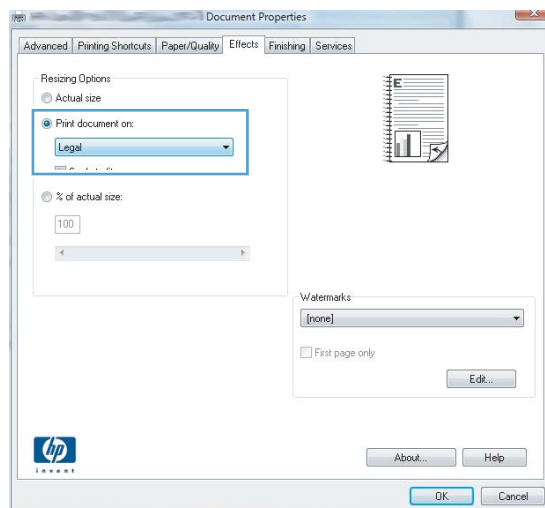 Document Properties
Advanced Printing Shortcuts Paper/Quality Effects Finishing Services
Resizing Options
Actual size
Print document on:
Legal
% of actual size:
100
E
Watermarks
[none]
First page only
Edit...
hp
invent
About... Help
OK Cancel